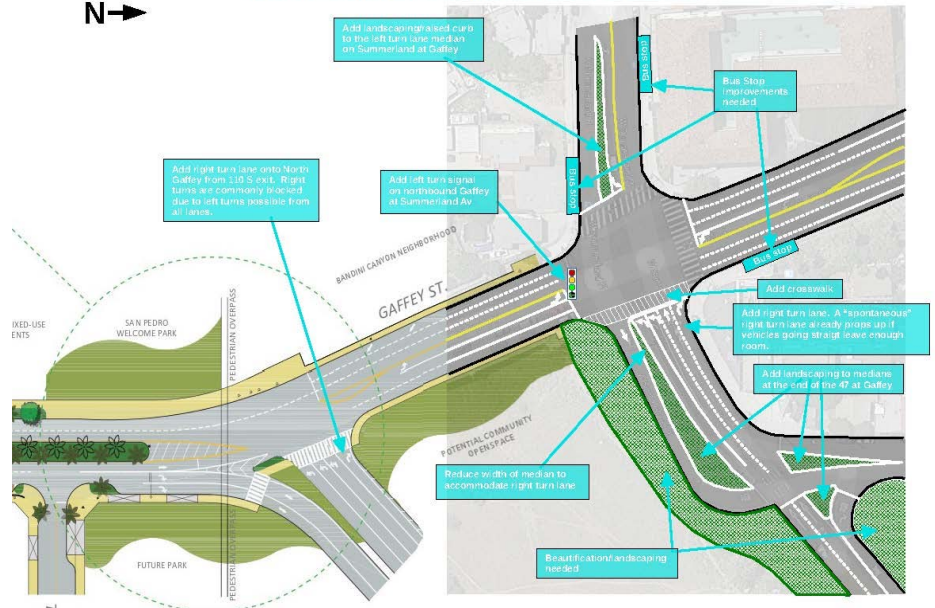 N
Add landscaping/raised curb
to the left turn lane median
on Summerland at Gaffey
Bus stop
Bus Stop
improvements
needed
Add right turn lane onto North
Gaffey from 110 S exit. Right
turns are commonly blocked
due to left turns possible from
all lanes.
Add left turn signal
on northbound Gaffey
at Summerland Av
Bus Stop
Bus stop
BANDINI CANYON NEIGHBORHOOD
GAFFEY ST.
Add crosswalk
Add right turn lane. A "spontaneous"
right turn lane already props up if
vehicles going straigt leave enough
room.
IXED-USE
ENTS
SAN PEDRO
WELCOME PARK
PEDESTRIAN OVERPASS
Add landscaping to medians
at the end of the 47 at Gaffey
POTENTIAL COMMUNITY
OPENSPACE
Reduce width of median to
accommodate right turn lane
PEDESTRIAN OVERPASS
FUTURE PARK
Beautification/landscaping
needed